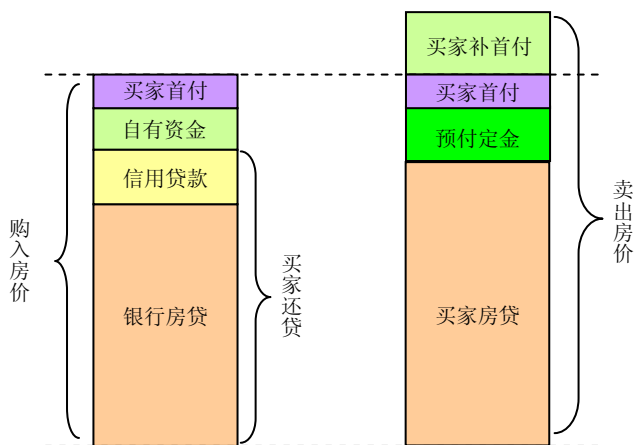 买家补首付
买家首付
自有资金
信用贷款
银行房贷
买家首付
预付定金
买家房贷
购入房价
买家还贷
卖出房价